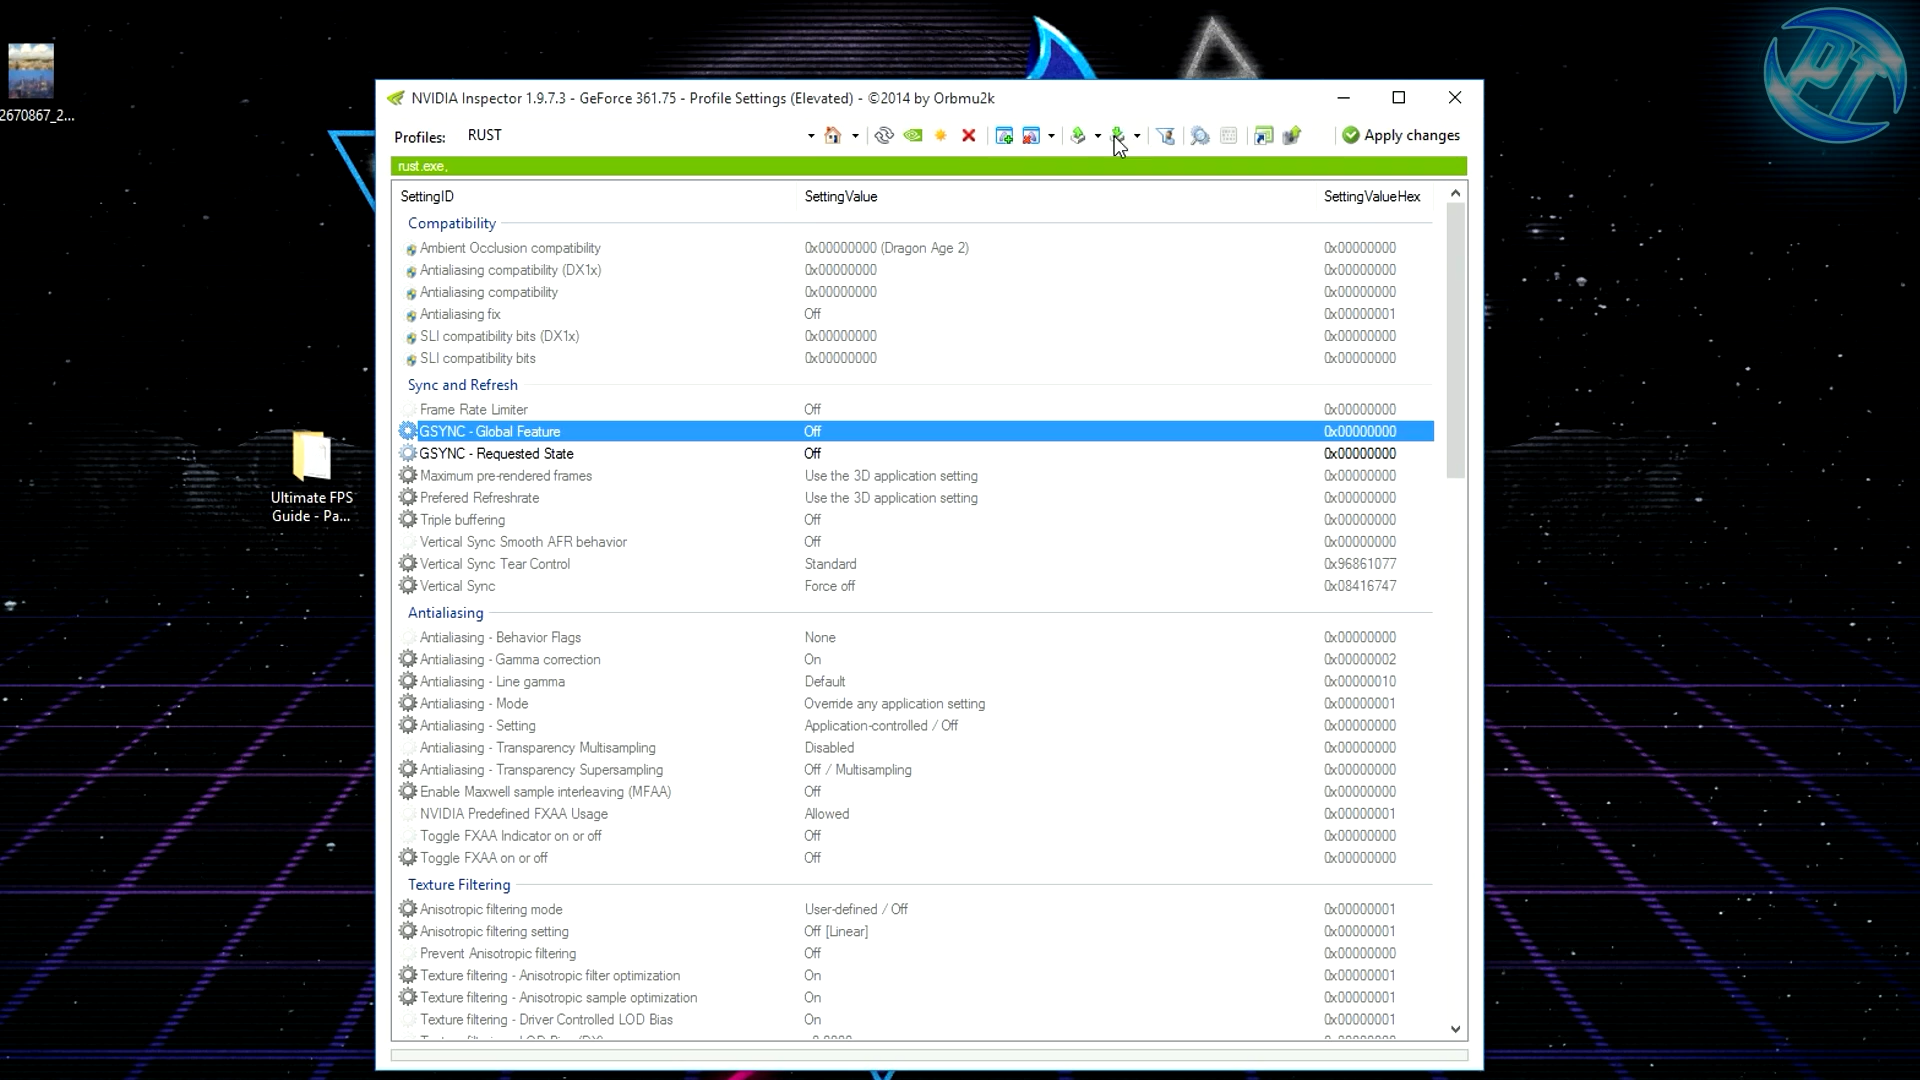 2670867_2...
Ultimate FPS
Guide - Pa...
PT
NVIDIA Inspector 1.9.7.3 - GeForce 361.75 - Profile Settings (Elevated) - ©2014 by Orbmu2k
Profiles: RUST Apply changes
rust.exe,
SettingID SettingValue SettingValueHex
Compatibility
Ambient Occlusion compatibility 0x00000000 (Dragon Age 2) 0x00000000
Antialiasing compatibility (DX1x) 0x00000000 0x00000000
Antialiasing compatibility 0x00000000 0x00000000
Antialiasing fix Off 0x00000001
SLI compatibility bits (DX1x) 0x00000000 0x00000000
SLI compatibility bits 0x00000000 0x00000000
Sync and Refresh
Frame Rate Limiter Off 0x00000000
GSYNC - Global Feature Off 0x00000000
GSYNC - Requested State Off 0x00000000
Maximum pre-rendered frames Use the 3D application setting 0x00000000
Prefered Refreshrate Use the 3D application setting 0x00000000
Triple buffering Off 0x00000000
Vertical Sync Smooth AFR behavior Off 0x00000000
Vertical Sync Tear Control Standard 0x96861077
Vertical Sync Force off 0x08416747
Antialiasing
Antialiasing - Behavior Flags None 0x00000000
Antialiasing - Gamma correction On 0x00000002
Antialiasing - Line gamma Default 0x00000010
Antialiasing - Mode Override any application setting 0x00000001
Antialiasing - Setting Application-controlled / Off 0x00000000
Antialiasing - Transparency Multisampling Disabled 0x00000000
Antialiasing - Transparency Supersampling Off / Multisampling 0x00000000
Enable Maxwell sample interleaving (MFAA) Off 0x00000000
NVIDIA Predefined FXAA Usage Allowed 0x00000001
Toggle FXAA Indicator on or off Off 0x00000000
Toggle FXAA on or off Off 0x00000000
Texture Filtering
Anisotropic filtering mode User-defined / Off 0x00000001
Anisotropic filtering setting Off [Linear] 0x00000001
Prevent Anisotropic filtering Off 0x00000000
Texture filtering - Anisotropic filter optimization On 0x00000001
Texture filtering - Anisotropic sample optimization On 0x00000001
Texture filtering - Driver Controlled LOD Bias On 0x00000001